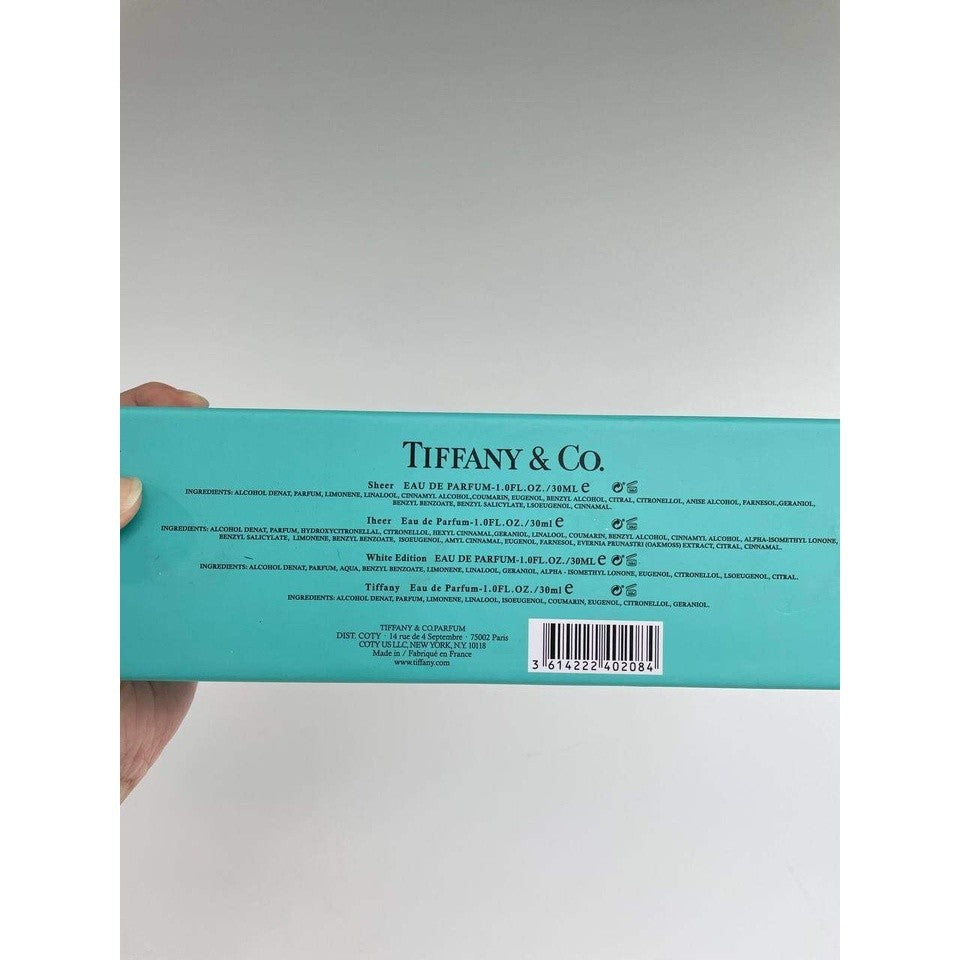 TIFFANY & CO.
Sheer EAU DE PARFUM-1.0FL.OZ./30ML e
INGREDIENTS: ALCOHOL DENAT, PARFUM, LIMONENE, LINALOOL, CINNAMYL ALCOHOL,COUMARIN, EUGENOL, BENZYL ALCOHOL, CITRAL, CITRONELLOL, ANISE ALCOHOL, FARNESOL,GERANIOL,
BENZYL BENZOATE, BENZYL SALICYLATE, LSOEUGENOL, CINNAMAL.
Iheer Eau de Parfum-1.0FL.OZ./30ml e
INGREDIENTS: ALCOHOL DENAT, PARFUM, HYDROXYCITRONELLAL, CITRONELLOL, HEXYL CINNAMAL,GERANIOL, LINALOOL, COUMARIN, BENZYL ALCOHOL, CINNAMYL ALCOHOL, ALPHA-ISOMETHYL LONONE,
BENZYL SALICYLATE, LIMONENE, BENZYL BENZOATE, ISOEUGENOL, AMYL CINNAMAL, EUGENOL, FARNESOL, EVERNIA PRUNASTRI (OAKMOSS) EXTRACT, CITRAL, CINNAMAL.
White Edition EAU DE PARFUM-1.0FL.OZ./30ML e
INGREDIENTS: ALCOHOL DENAT, PARFUM, AQUA, BENZYL BENZOATE, LIMONENE, LINALOOL, GERANIOL, ALPHA - ISOMETHYL LONONE, EUGENOL, CITRONELLOL, LSOEUGENOL, CITRAL.
Tiffany Eau de Parfum-1.0FL.OZ./30ml e
INGREDIENTS: ALCOHOL DENAT, PARFUM, LIMONENE, LINALOOL, ISOEUGENOL, COUMARIN, EUGENOL, CITRONELLOL, GERANIOL.
TIFFANY & CO.PARFUM
DIST. COTY · 14 rue de 4 Septembre · 75002 Paris
COTY US LLC, NEW YORK, N.Y. 10118
Made in / Fabriqué en France
www.tiffany.com
3 614222 402084